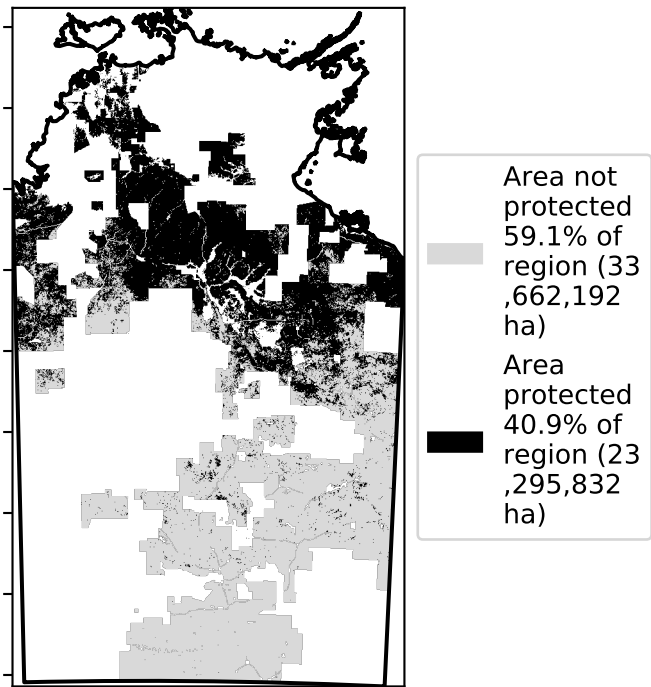 Area not
protected
59.1% of
region (33
,662,192
ha)
Area
protected
40.9% of
region (23
,295,832
ha)